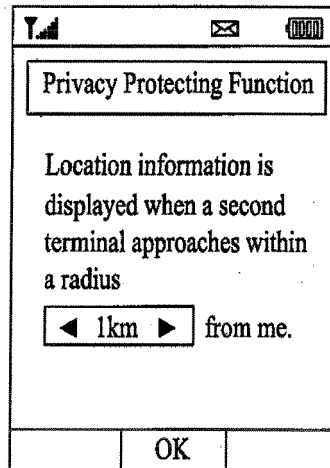 Privacy Protecting Function
Location information is
displayed when a second
terminal approaches within
a radius
◀ 1km ▶ from me.
OK